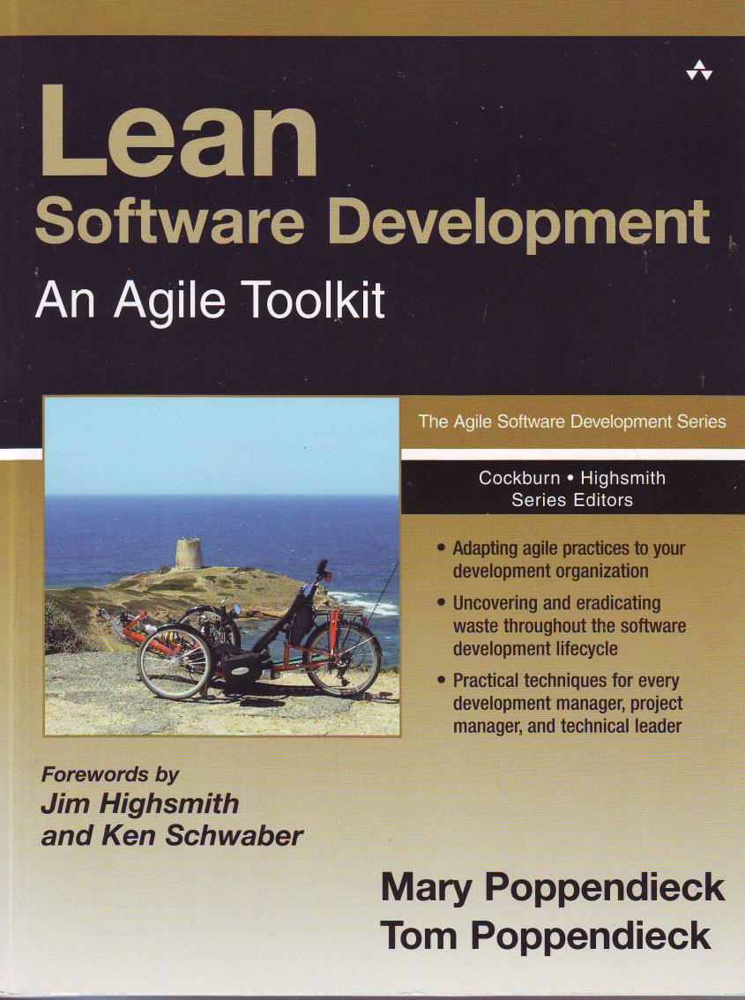 Lean
Software Development
An Agile Toolkit
The Agile Software Development Series
Cockburn • Highsmith
Series Editors
• Adapting agile practices to your
development organization
• Uncovering and eradicating
waste throughout the software
development lifecycle
• Practical techniques for every
development manager, project
manager, and technical leader
Forewords by
Jim Highsmith
and Ken Schwaber
Mary Poppendieck
Tom Poppendieck